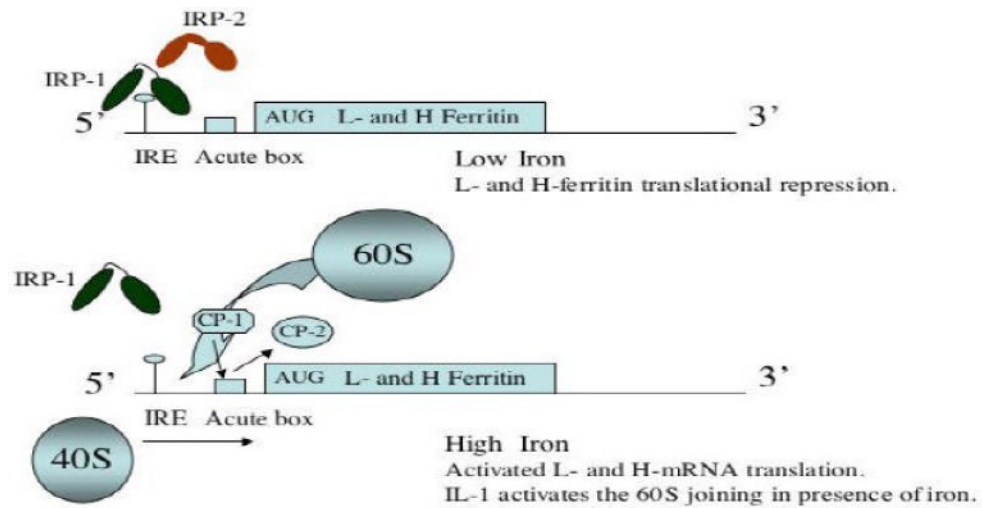 IRP-2
IRP-1
5’ AUG L- and H Ferritin 3’
IRE Acute box
Low Iron
L- and H-ferritin translational repression.
60S
IRP-1
CP-1
CP-2
5’ AUG L- and H Ferritin 3’
IRE Acute box
40S
High Iron
Activated L- and H-mRNA translation.
IL-1 activates the 60S joining in presence of iron.